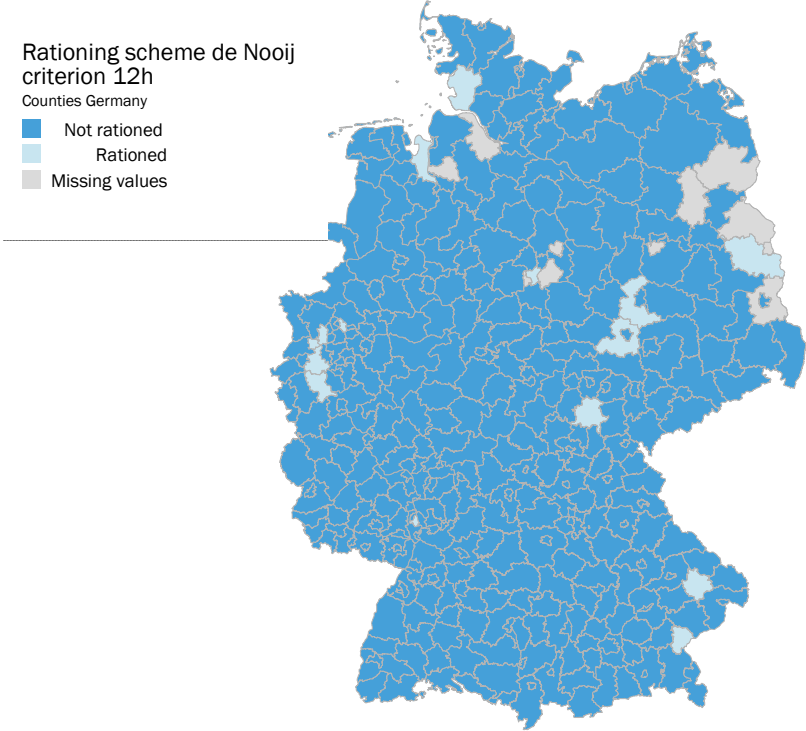 Rationing scheme de Nooij
criterion 12h
Counties Germany
Not rationed
Rationed
Missing values